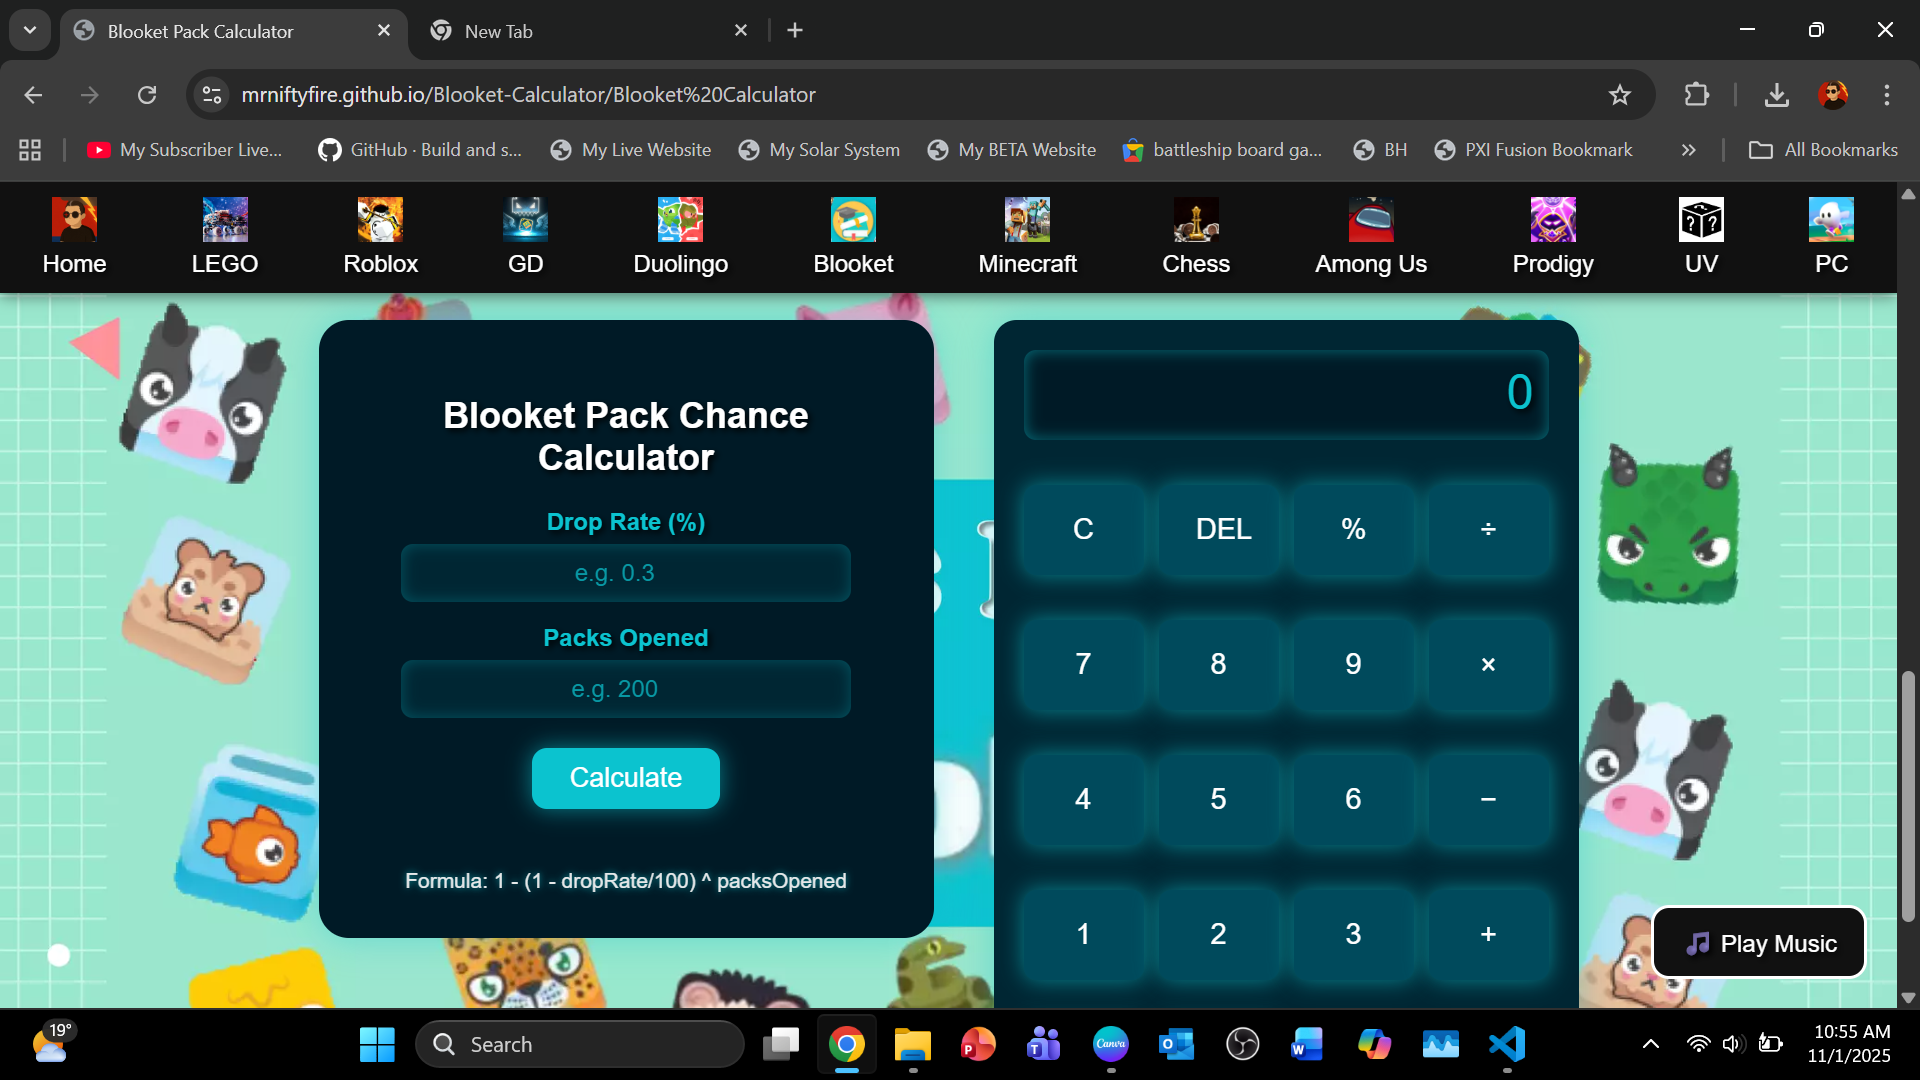 Blooket Pack Calculator
New Tab
mrniftyfire.github.io/Blooket-Calculator/Blooket%20Calculator
My Subscriber Live...
GitHub · Build and s...
My Live Website
My Solar System
My BETA Website
battleship board ga...
BH
PXI Fusion Bookmark
All Bookmarks
Home
LEGO
Roblox
GD
Duolingo
Blooket
Minecraft
Chess
Among Us
Prodigy
UV
PC
Blooket Pack Chance
Calculator
Drop Rate (%)
e.g. 0.3
Packs Opened
e.g. 200
Calculate
Formula: 1 - (1 - dropRate/100) ^ packsOpened
0
C
DEL
%
÷
7
8
9
×
4
5
6
−
1
2
3
+
Play Music
19°
Search
10:55 AM
11/1/2025